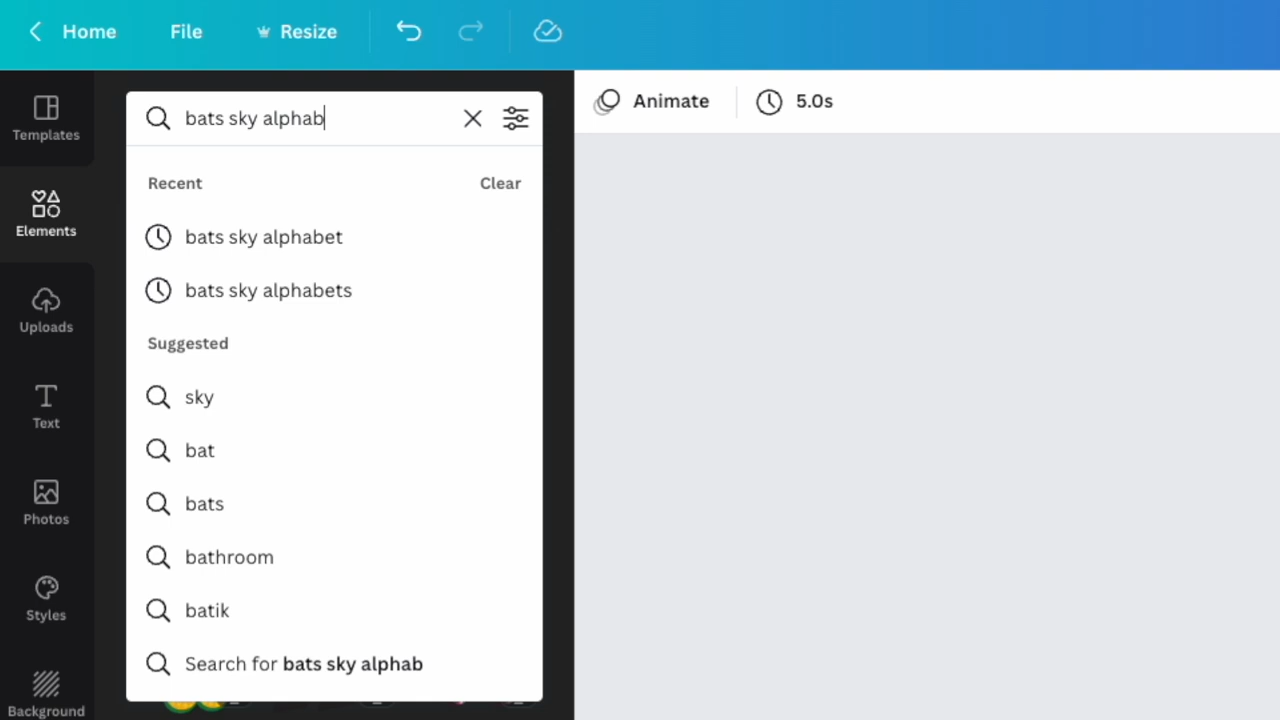 Home File Resize
Templates
Elements
Uploads
Text
Photos
Styles
Background
bats sky alphab
Recent Clear
bats sky alphabet
bats sky alphabets
Suggested
sky
bat
bats
bathroom
batik
Search for bats sky alphab
Animate 5.0s